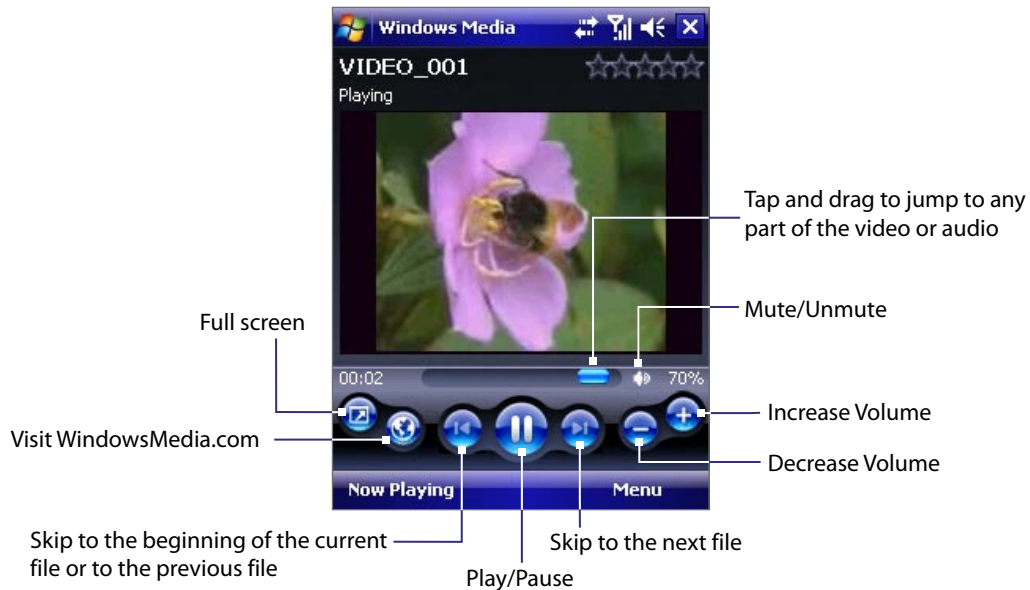 Windows Media
VIDEO_001
Playing
Tap and drag to jump to any
part of the video or audio
Mute/Unmute
Full screen
00:02
70%
Increase Volume
Visit WindowsMedia.com
Decrease Volume
Now Playing
Menu
Skip to the beginning of the current
file or to the previous file
Skip to the next file
Play/Pause